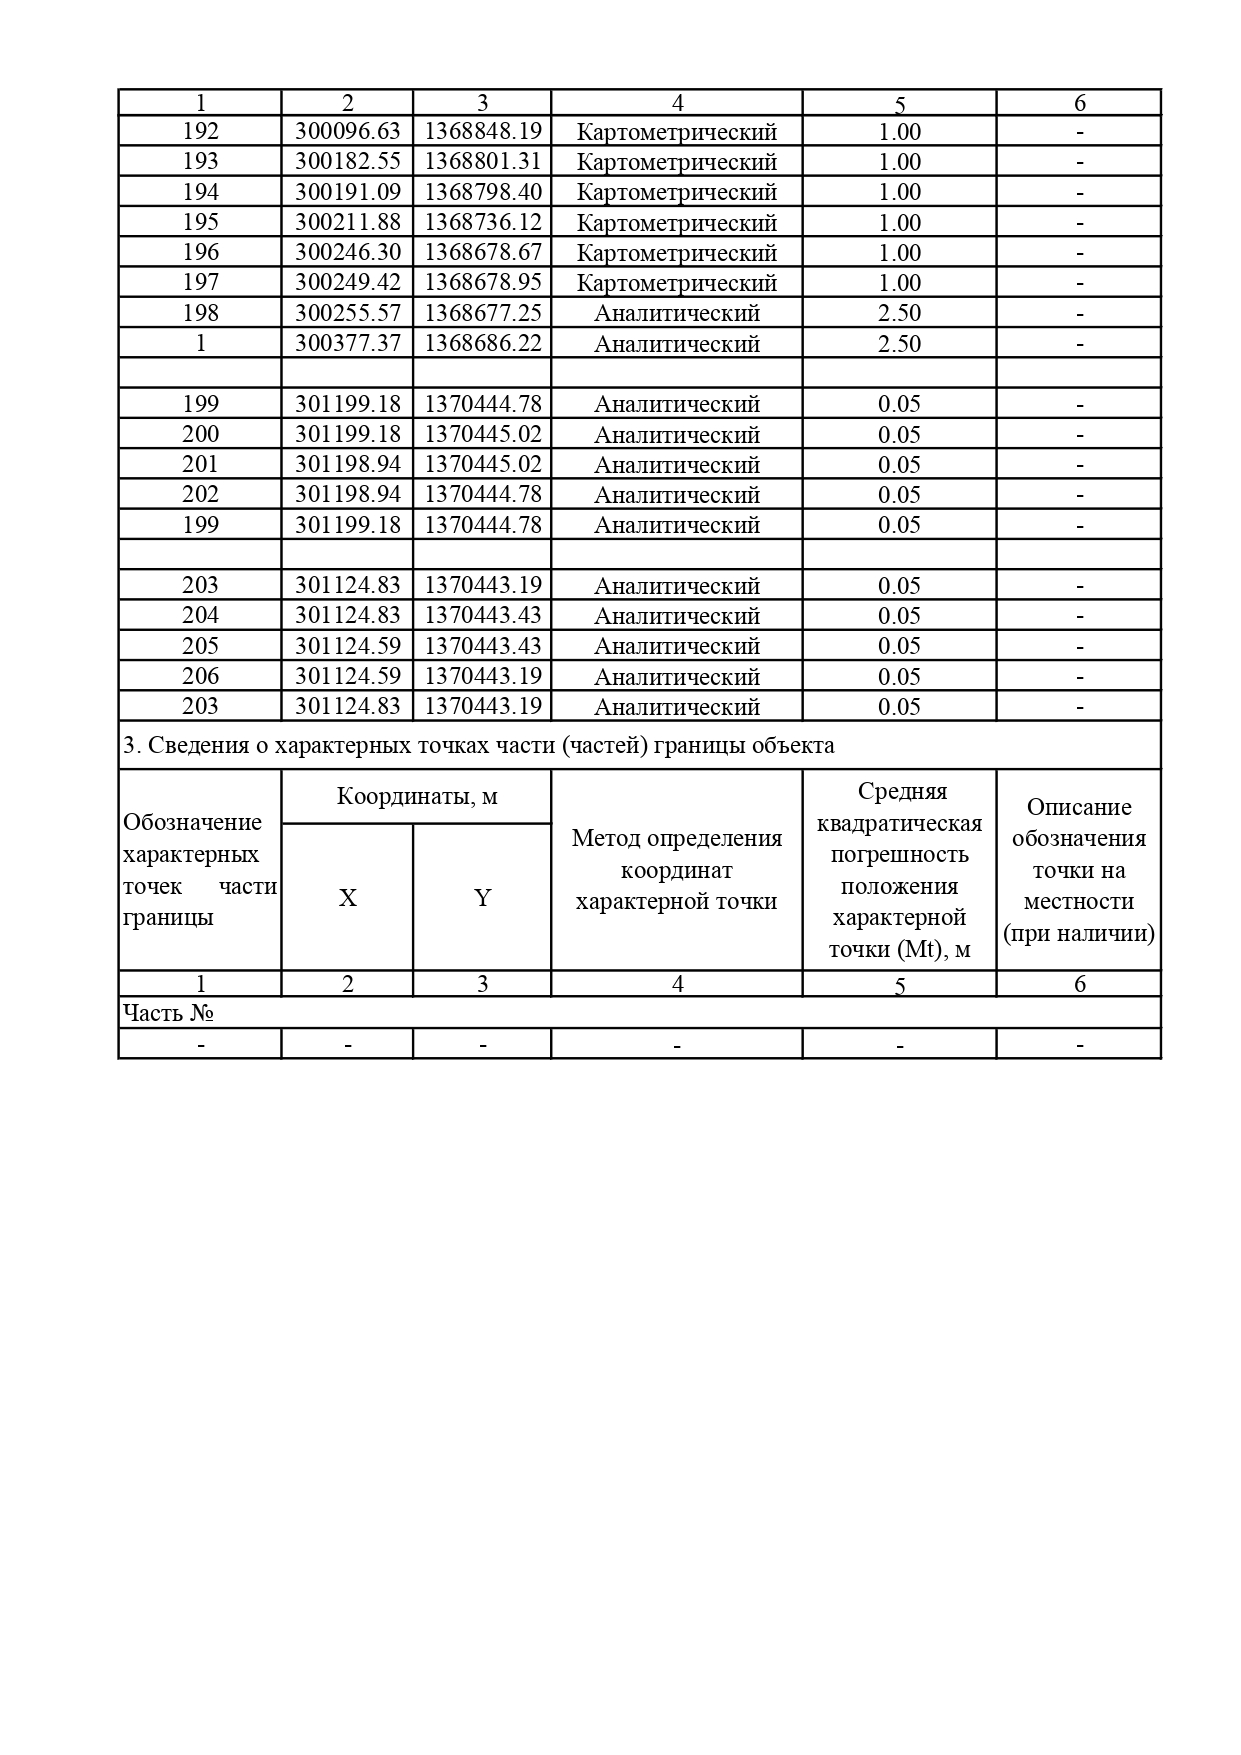 1 2 3 4 5 6
192 300096.63 1368848.19 Картометрический 1.00 -
193 300182.55 1368801.31 Картометрический 1.00 -
194 300191.09 1368798.40 Картометрический 1.00 -
195 300211.88 1368736.12 Картометрический 1.00 -
196 300246.30 1368678.67 Картометрический 1.00 -
197 300249.42 1368678.95 Картометрический 1.00 -
198 300255.57 1368677.25 Аналитический 2.50 -
1 300377.37 1368686.22 Аналитический 2.50 -
199 301199.18 1370444.78 Аналитический 0.05 -
200 301199.18 1370445.02 Аналитический 0.05 -
201 301198.94 1370445.02 Аналитический 0.05 -
202 301198.94 1370444.78 Аналитический 0.05 -
199 301199.18 1370444.78 Аналитический 0.05 -
203 301124.83 1370443.19 Аналитический 0.05 -
204 301124.83 1370443.43 Аналитический 0.05 -
205 301124.59 1370443.43 Аналитический 0.05 -
206 301124.59 1370443.19 Аналитический 0.05 -
203 301124.83 1370443.19 Аналитический 0.05 -
3. Сведения о характерных точках части (частей) границы объекта
Обозначение
характерных
точек части
границы
Координаты, м
X
Y
Метод определения
координат
характерной точки
Средняя
квадратическая
погрешность
положения
характерной
точки (Mt), м
Описание
обозначения
точки на
местности
(при наличии)
1 2 3 4 5 6
Часть №
- - - - - -